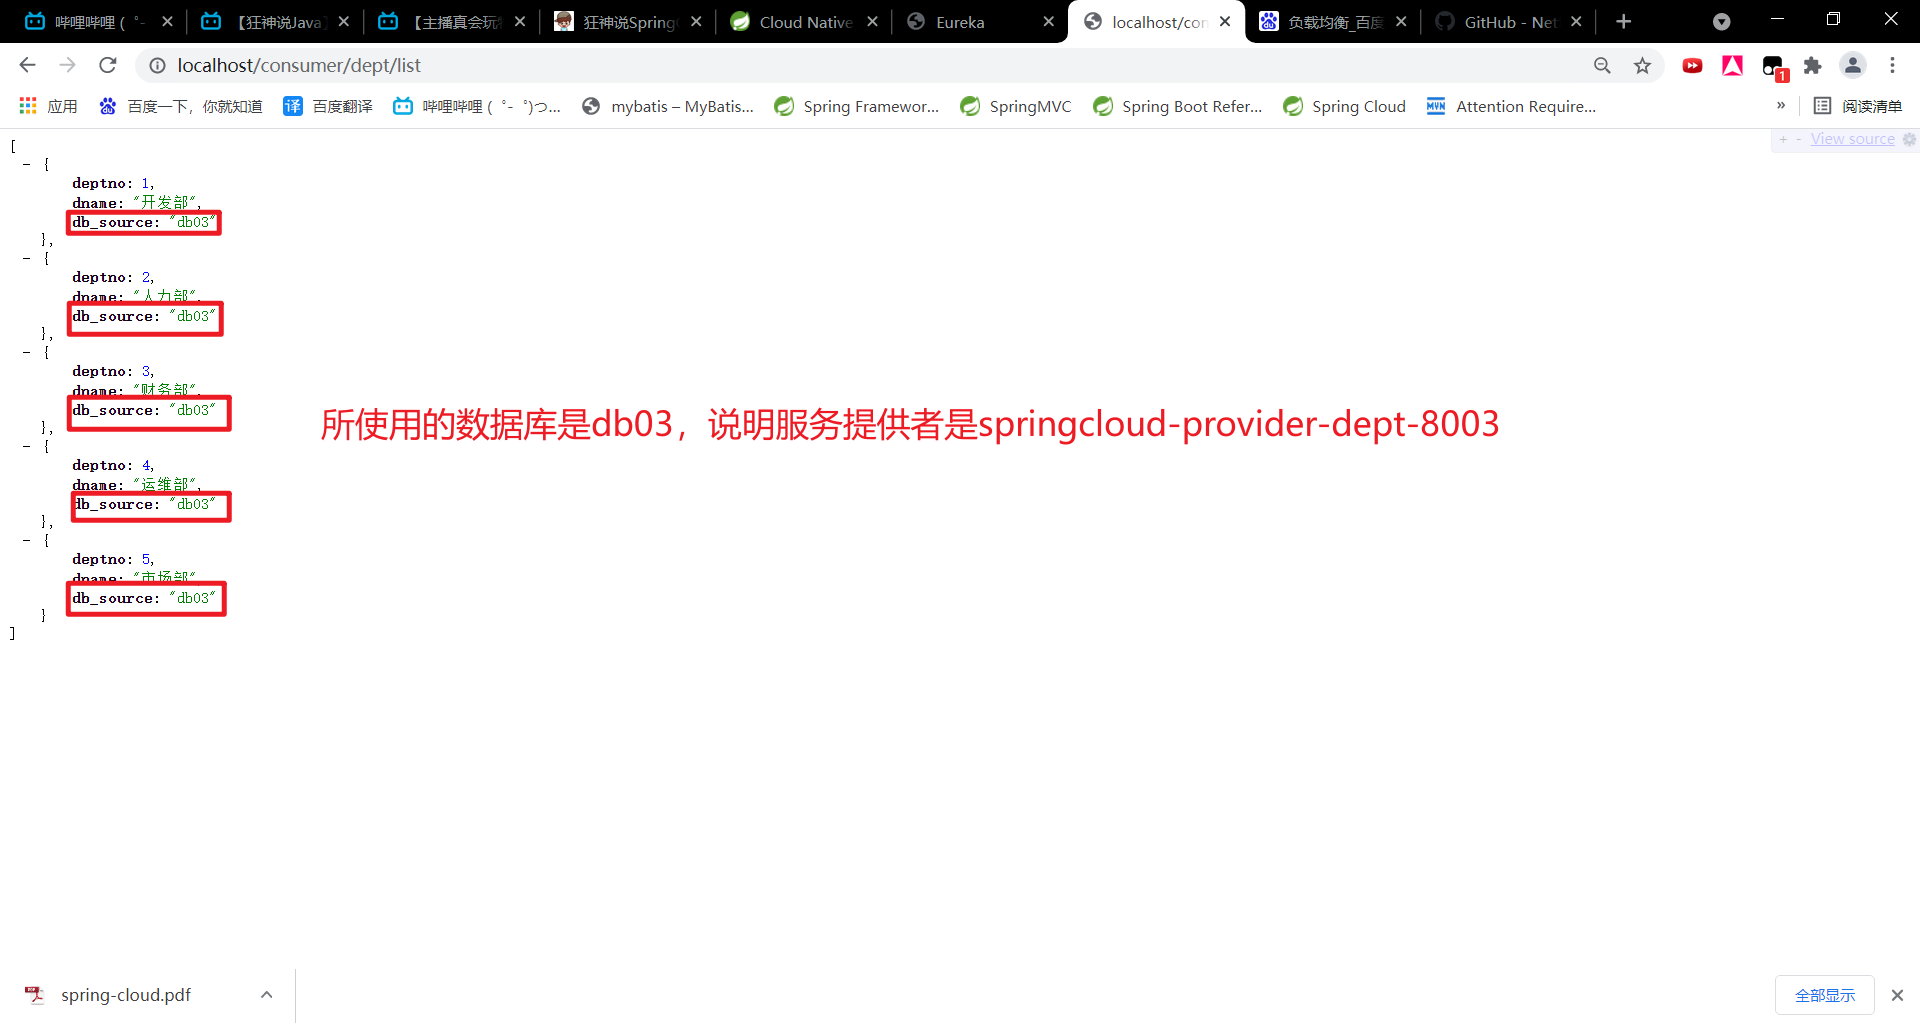 哔哩哔哩 (゜-
【狂神说Java】
【主播真会玩
狂神说Spring
Cloud Native
Eureka
localhost/con
负载均衡_百度
GitHub - Net
localhost/consumer/dept/list
1
应用
百度一下，你就知道
译 百度翻译
哔哩哔哩 (゜-゜)つ...
mybatis – MyBatis...
Spring Framewor...
SpringMVC
Spring Boot Refer...
Spring Cloud
MVN Attention Require...
»
阅读清单
+ - View source
[
- {
deptno: 1,
dname: "开发部",
db_source: "db03"
},
- {
deptno: 2,
dname: "人力部",
db_source: "db03"
},
- {
deptno: 3,
dname: "财务部",
db_source: "db03"
},
- {
deptno: 4,
dname: "运维部",
db_source: "db03"
},
- {
deptno: 5,
dname: "市场部",
db_source: "db03"
}
]
所使用的数据库是db03，说明服务提供者是springcloud-provider-dept-8003
spring-cloud.pdf
全部显示